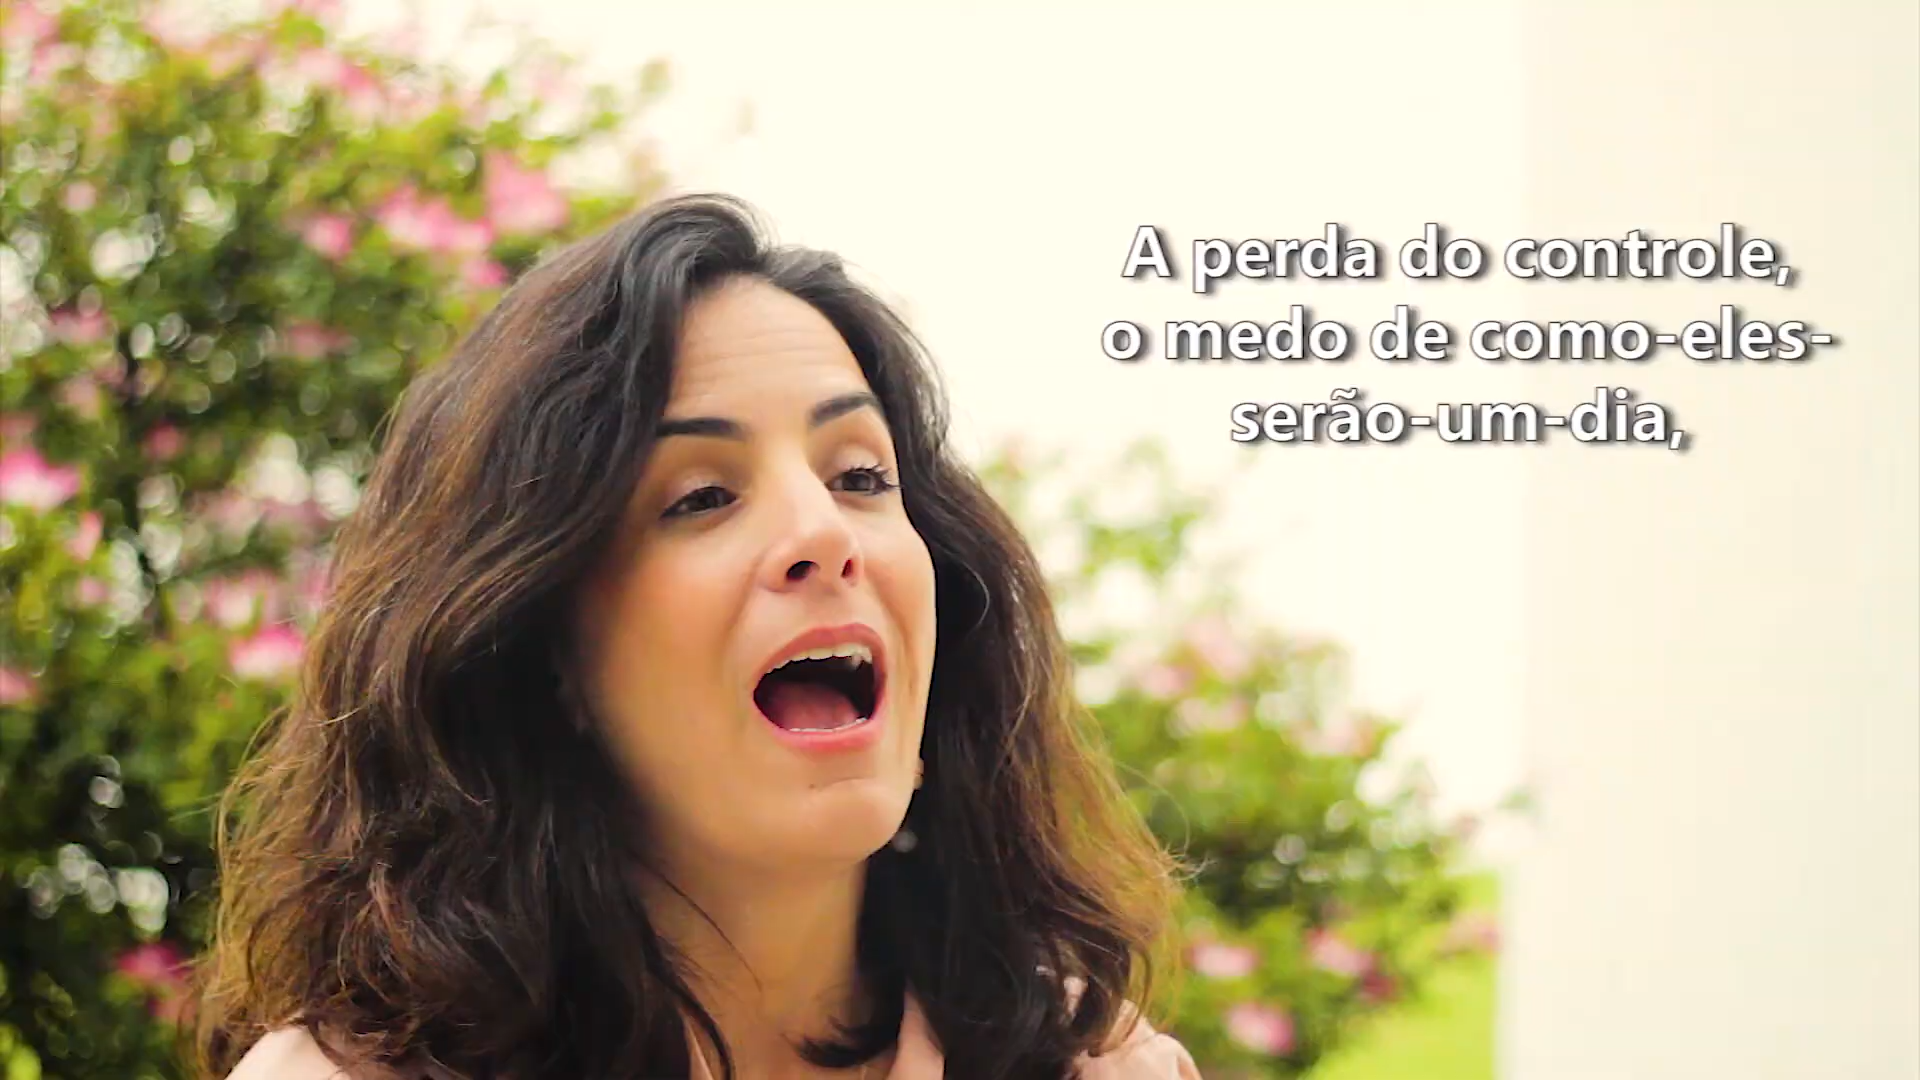 A perda do controle,
o medo de como-eles-
serão-um-dia,